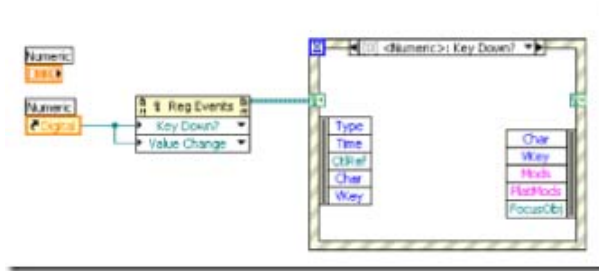 <Numeric>: Key Down?
Numeric
Numeric
Digital
Reg Events
Key Down?
Value Change
Type
Time
CtlRef
Char
VKey
Char
VKey
Mods
PlatMods
FocusObj